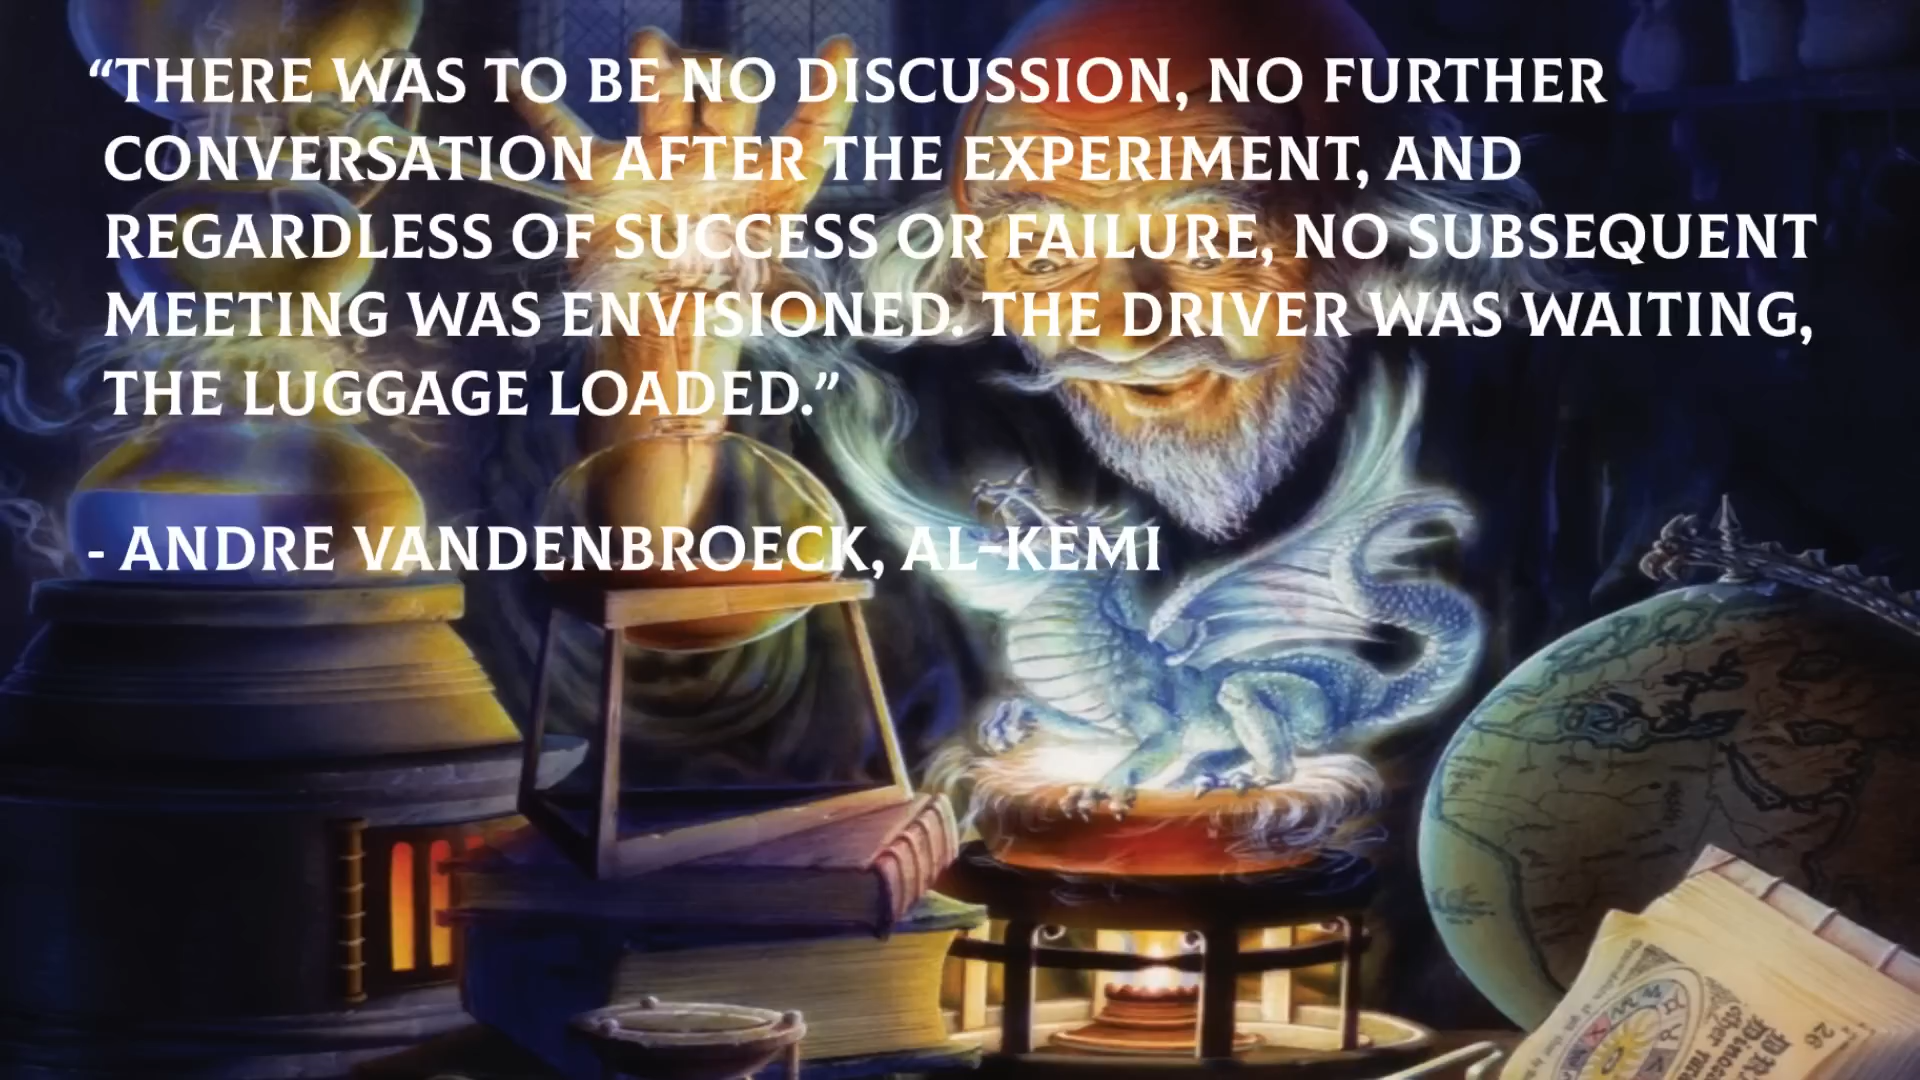 “THERE WAS TO BE NO DISCUSSION, NO FURTHER
CONVERSATION AFTER THE EXPERIMENT, AND
REGARDLESS OF SUCCESS OR FAILURE, NO SUBSEQUENT
MEETING WAS ENVISIONED. THE DRIVER WAS WAITING,
THE LUGGAGE LOADED.”
- ANDRE VANDENBROECK, AL-KEMI
26